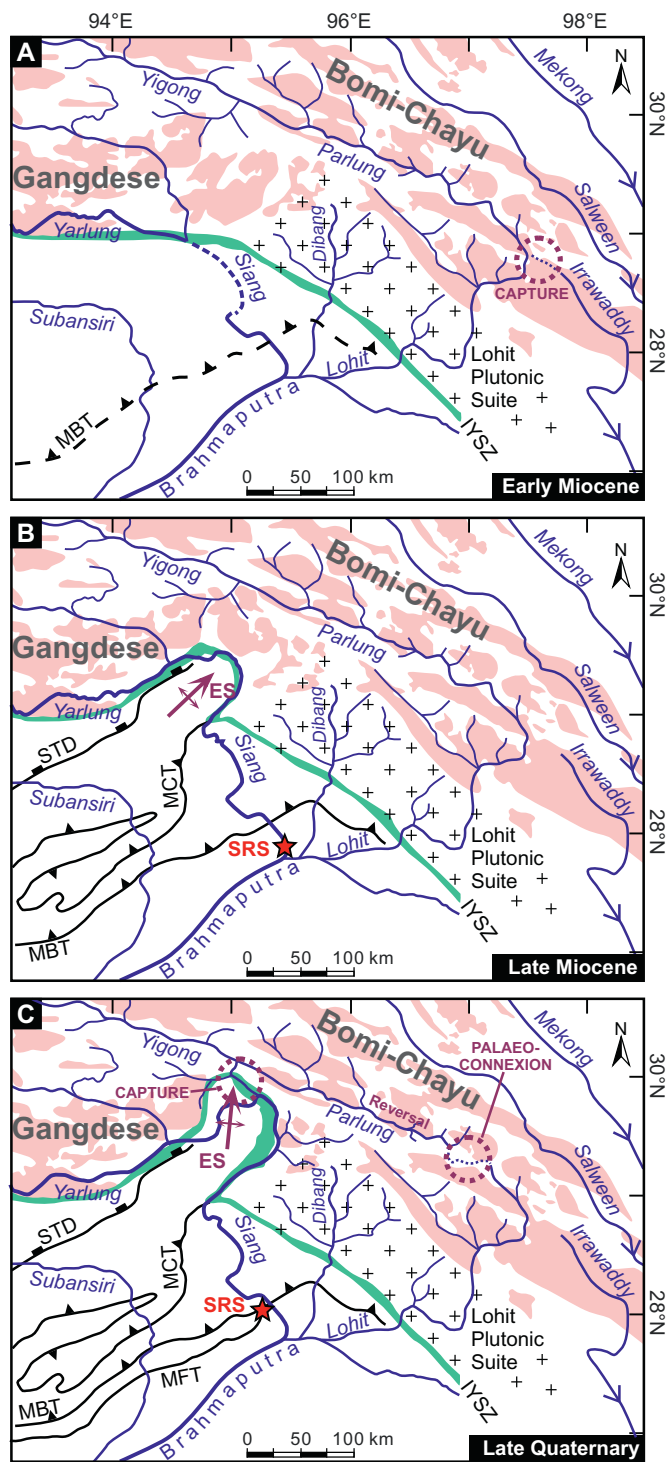 94°E 96°E 98°E
A
N
Mekong
Yigong
Bomi-Chayu
30°N
Parlung
Gangdese
Salween
Yarlung
Dibang
Siang
CAPTURE
Irrawaddy
Subansiri
28°N
Lohit
Lohit
Plutonic
Suite
MBT
IYSZ
Brahmaputra
0 50 100 km
Early Miocene
B
N
Mekong
Yigong
Bomi-Chayu
30°N
Parlung
Gangdese
Salween
ES
Yarlung
Dibang
STD
Siang
Irrawaddy
MCT
Subansiri
28°N
SRS
Lohit
Lohit
Plutonic
Suite
MBT
IYSZ
Brahmaputra
0 50 100 km
Late Miocene
C
N
Mekong
Yigong
Bomi-Chayu
PALAEO-
CONNEXION
30°N
CAPTURE
Reversal
Parlung
Gangdese
Salween
ES
Yarlung
Dibang
STD
Siang
Irrawaddy
MCT
Subansiri
SRS
28°N
Lohit
Lohit
Plutonic
Suite
MFT
MBT
IYSZ
Brahmaputra
0 50 100 km
Late Quaternary